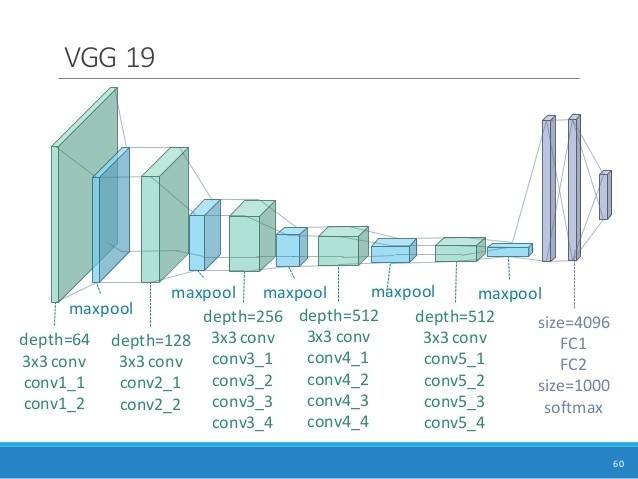 VGG 19
maxpool
maxpool
maxpool
maxpool
maxpool
depth=64
3x3 conv
conv1_1
conv1_2
depth=128
3x3 conv
conv2_1
conv2_2
depth=256
3x3 conv
conv3_1
conv3_2
conv3_3
conv3_4
depth=512
3x3 conv
conv4_1
conv4_2
conv4_3
conv4_4
depth=512
3x3 conv
conv5_1
conv5_2
conv5_3
conv5_4
size=4096
FC1
FC2
size=1000
softmax
60